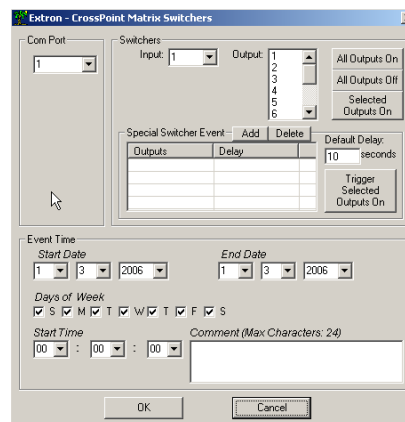 Extron - CrossPoint Matrix Switchers
Com Port
1
Switchers
Input: 1
Output: 1
2
3
4
5
6
All Outputs On
All Outputs Off
Selected
Outputs On
Special Switcher Event
Add
Delete
Outputs Delay
Default Delay:
10 seconds
Trigger
Selected
Outputs On
Event Time
Start Date
1 3 2006
End Date
1 3 2006
Days of Week
S M T W T F S
Start Time
00 : 00 : 00
Comment (Max Characters: 24)
OK
Cancel